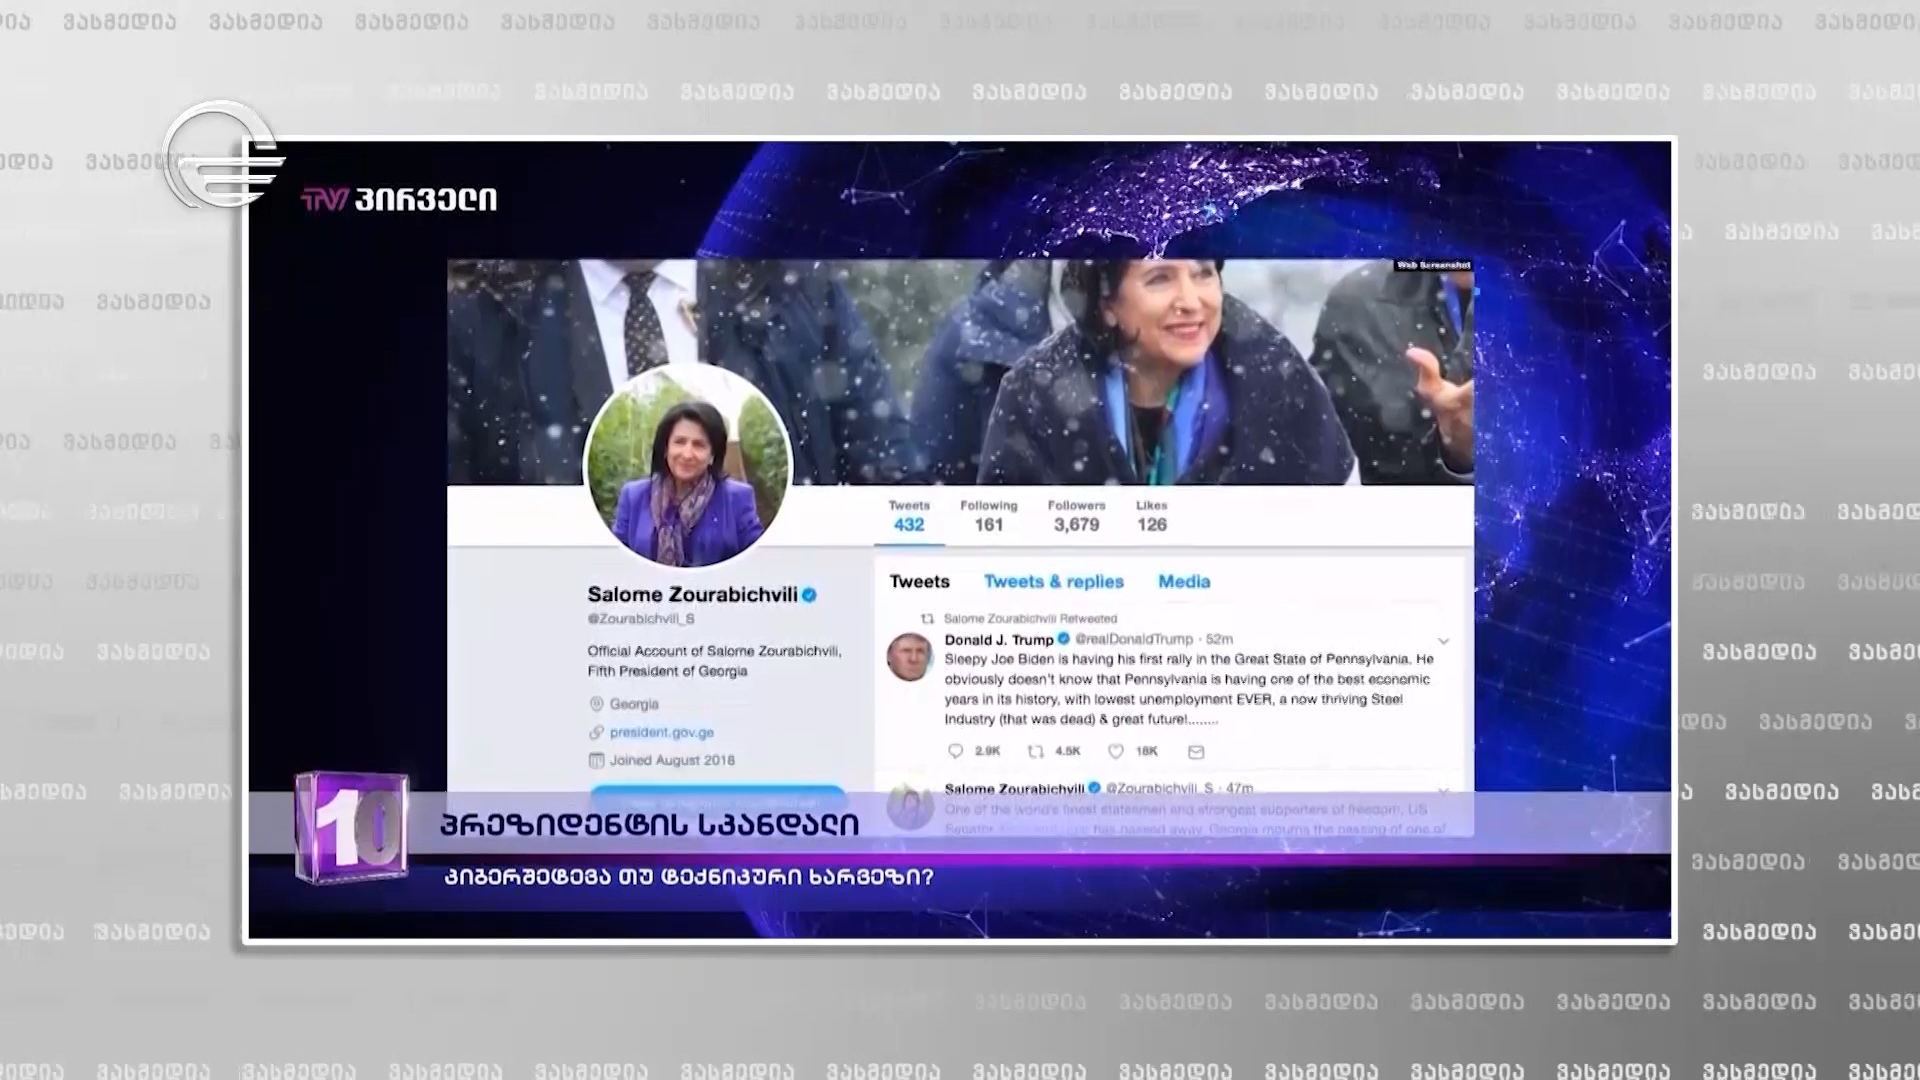 მასმედია
TV პირველი
Web Screenshot
Tweets Following Followers Likes
432 161 3,679 126
Salome Zourabichvili
@Zourabichvili_S
Official Account of Salome Zourabichvili,
Fifth President of Georgia
Georgia
president.gov.ge
Joined August 2018
Tweets Tweets & replies Media
Salome Zourabichvili Retweeted
Donald J. Trump @realDonaldTrump · 52m
Sleepy Joe Biden is having his first rally in the Great State of Pennsylvania. He
obviously doesn't know that Pennsylvania is having one of the best economic
years in its history, with lowest unemployment EVER, a now thriving Steel
Industry (that was dead) & great future!........
2.9K 4.5K 18K
Salome Zourabichvili @Zourabichvili_S · 47m
One of the world's finest statesmen and strongest supporters of freedom, US
Senator has passed away. Georgia mourns the passing of one of
10
პრეზიდენტის სკანდალი
კიბერშეტევა თუ ტექნიკური ხარვეზი?